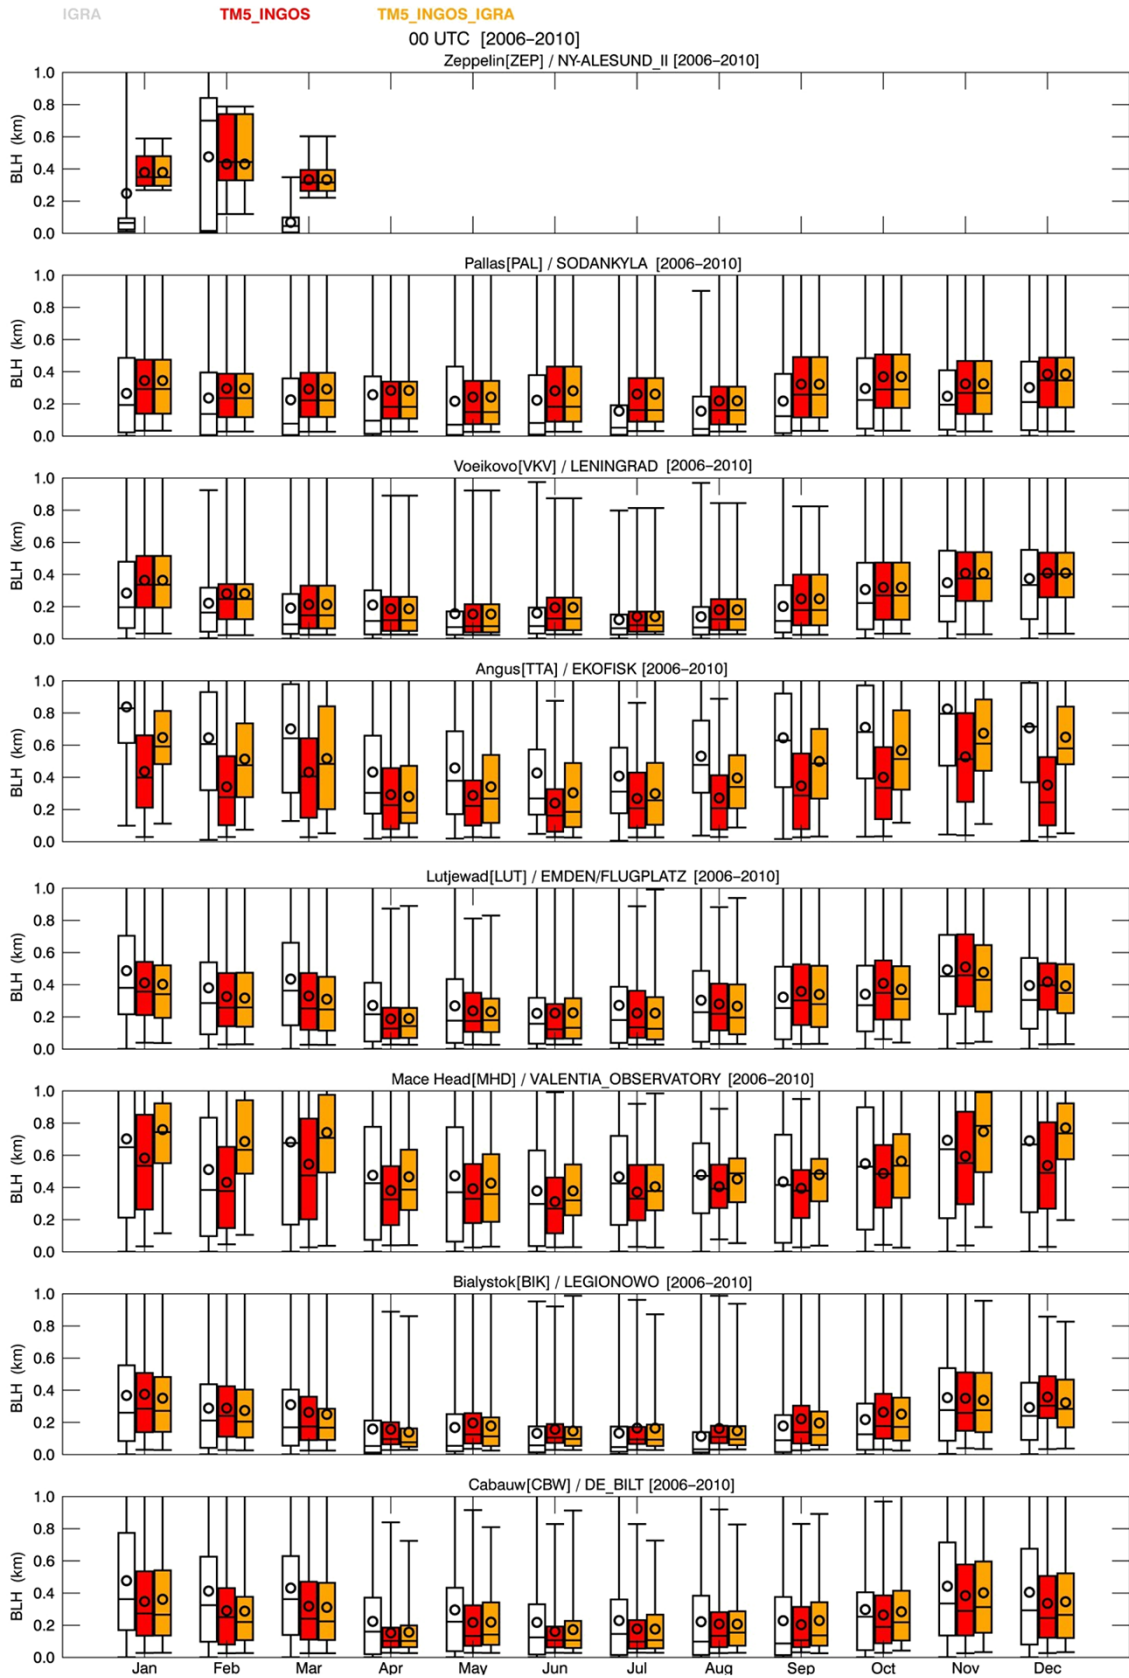 IGRA TM5_INGOS TM5_INGOS_IGRA
00 UTC [2006–2010]
Zeppelin[ZEP] / NY-ALESUND_II [2006–2010]
1.0
0.8
0.6
0.4
0.2
0.0
BLH (km)
Pallas[PAL] / SODANKYLA [2006–2010]
1.0
0.8
0.6
0.4
0.2
0.0
BLH (km)
Voeikovo[VKV] / LENINGRAD [2006–2010]
1.0
0.8
0.6
0.4
0.2
0.0
BLH (km)
Angus[TTA] / EKOFISK [2006–2010]
1.0
0.8
0.6
0.4
0.2
0.0
BLH (km)
Lutjewad[LUT] / EMDEN/FLUGPLATZ [2006–2010]
1.0
0.8
0.6
0.4
0.2
0.0
BLH (km)
Mace Head[MHD] / VALENTIA_OBSERVATORY [2006–2010]
1.0
0.8
0.6
0.4
0.2
0.0
BLH (km)
Bialystok[BIK] / LEGIONOWO [2006–2010]
1.0
0.8
0.6
0.4
0.2
0.0
BLH (km)
Cabauw[CBW] / DE_BILT [2006–2010]
1.0
0.8
0.6
0.4
0.2
0.0
BLH (km)
Jan Feb Mar Apr May Jun Jul Aug Sep Oct Nov Dec